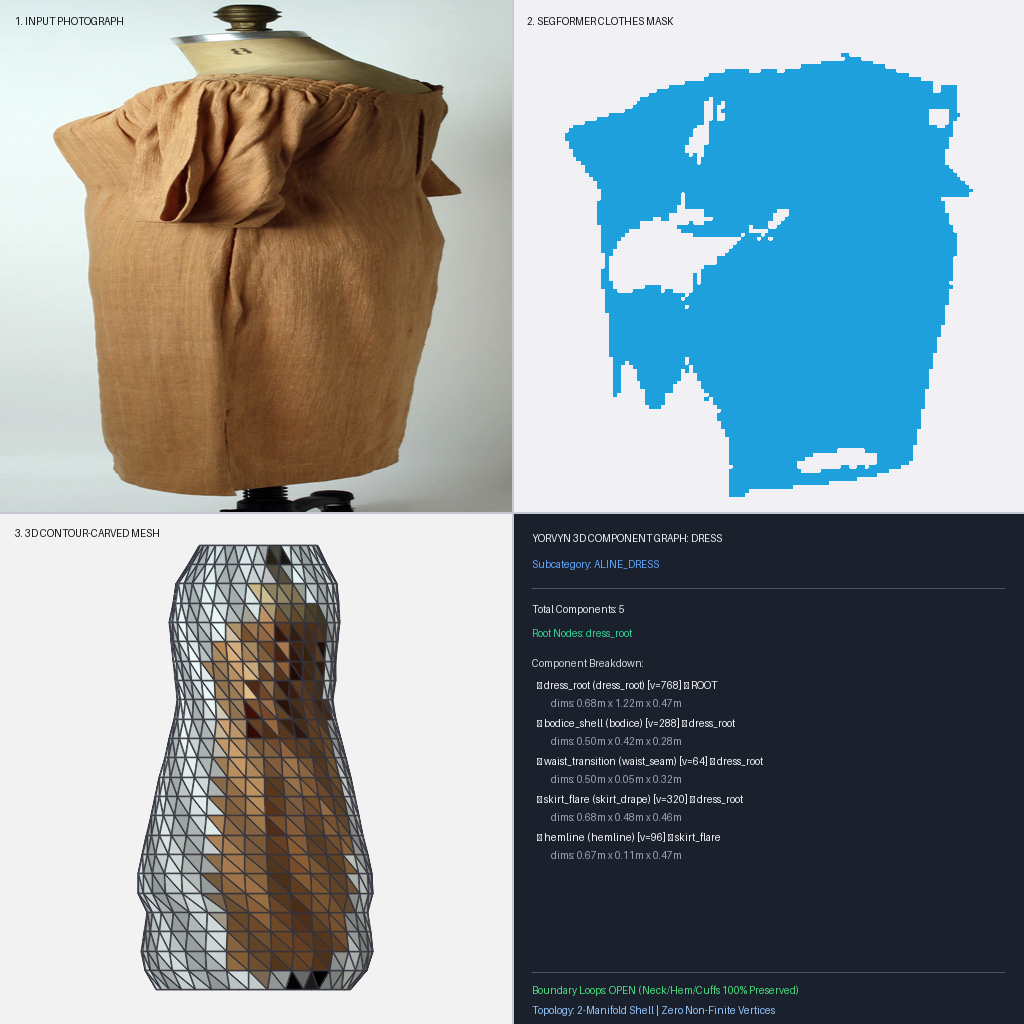 1. INPUT PHOTOGRAPH
8
2. SEGFORMER CLOTHES MASK
3. 3D CONTOUR-CARVED MESH
YORVYN 3D COMPONENT GRAPH: DRESS
Subcategory: ALINE_DRESS
Total Components: 5
Root Nodes: dress_root
Component Breakdown:
dress_root (dress_root) [v=768] ROOT
dims: 0.68m x 1.22m x 0.47m
bodice_shell (bodice) [v=288] dress_root
dims: 0.50m x 0.42m x 0.28m
waist_transition (waist_seam) [v=64] dress_root
dims: 0.50m x 0.05m x 0.32m
skirt_flare (skirt_drape) [v=320] dress_root
dims: 0.68m x 0.48m x 0.46m
hemline (hemline) [v=96] skirt_flare
dims: 0.67m x 0.11m x 0.47m
Boundary Loops: OPEN (Neck/Hem/Cuffs 100% Preserved)
Topology: 2-Manifold Shell | Zero Non-Finite Vertices